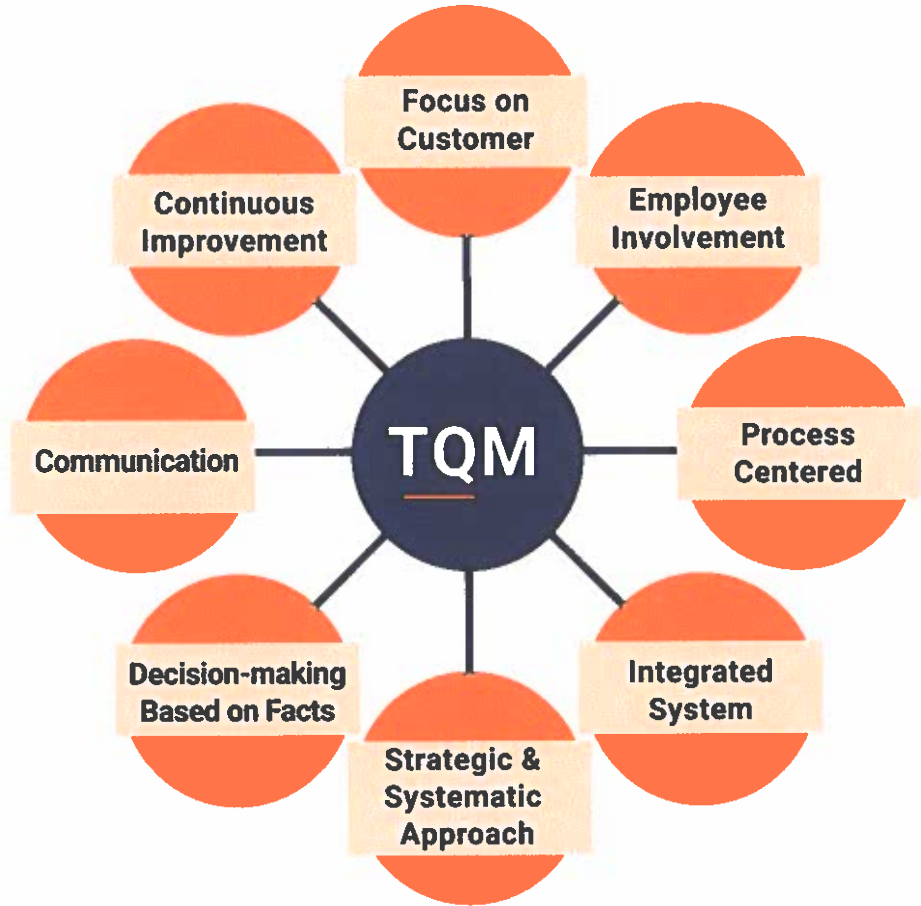 Focus on
Customer
Employee
Involvement
Process
Centered
Integrated
System
Strategic &
Systematic
Approach
Decision-making
Based on Facts
Communication
Continuous
Improvement
TQM